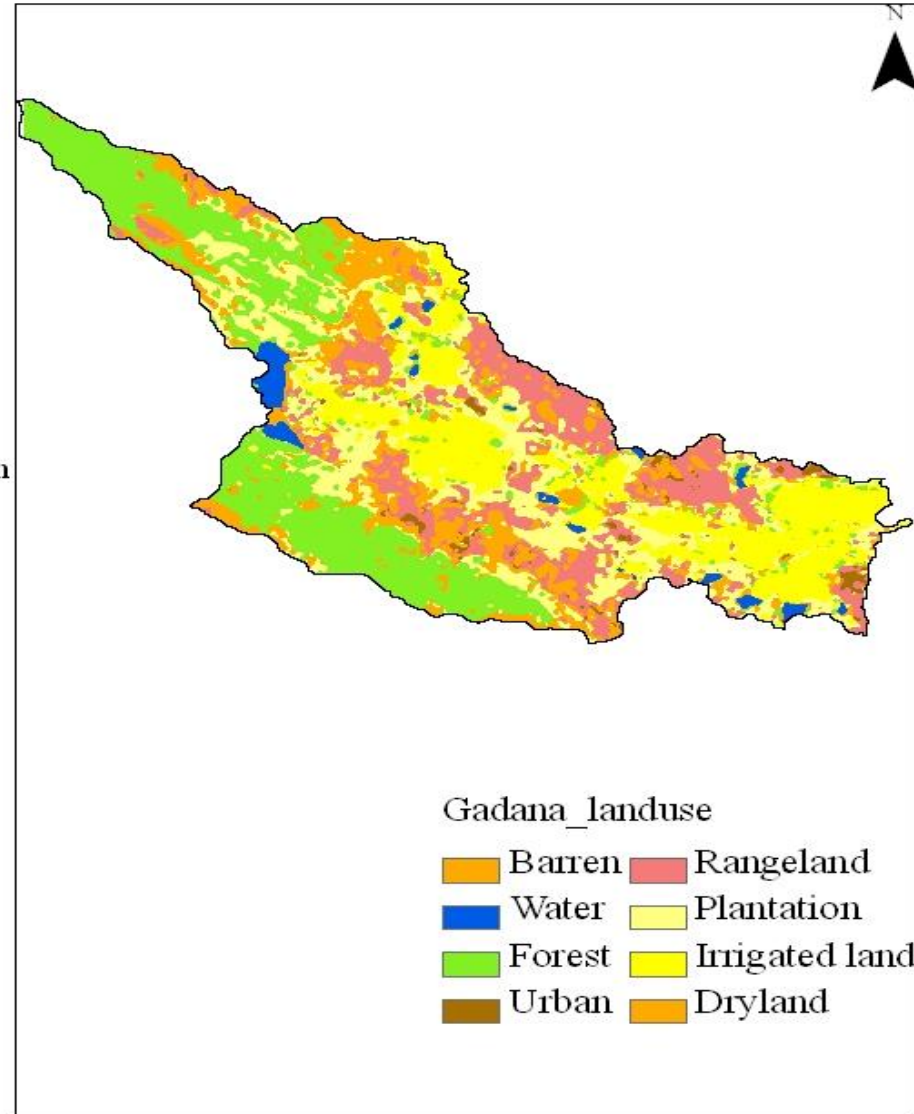 N
n
Gadana_landuse
Barren Rangeland
Water Plantation
Forest Irrigated land
Urban Dryland